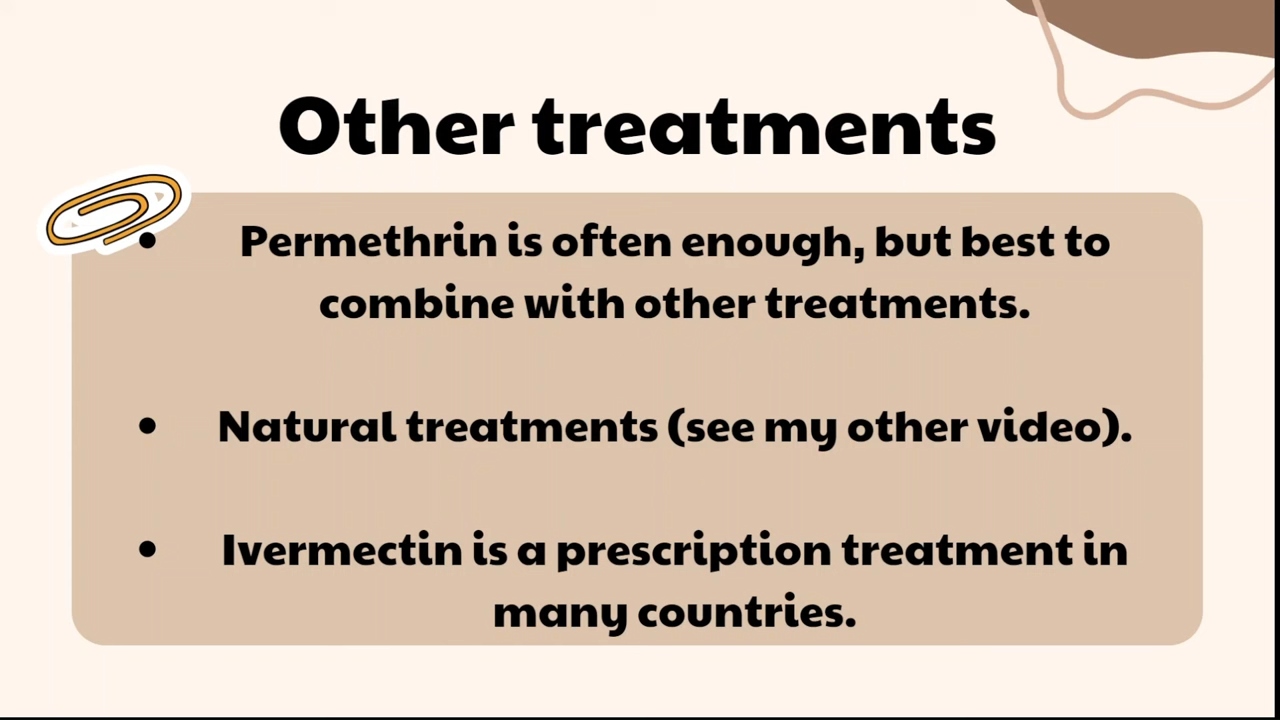 Other treatments
• Permethrin is often enough, but best to
combine with other treatments.
• Natural treatments (see my other video).
• Ivermectin is a prescription treatment in
many countries.